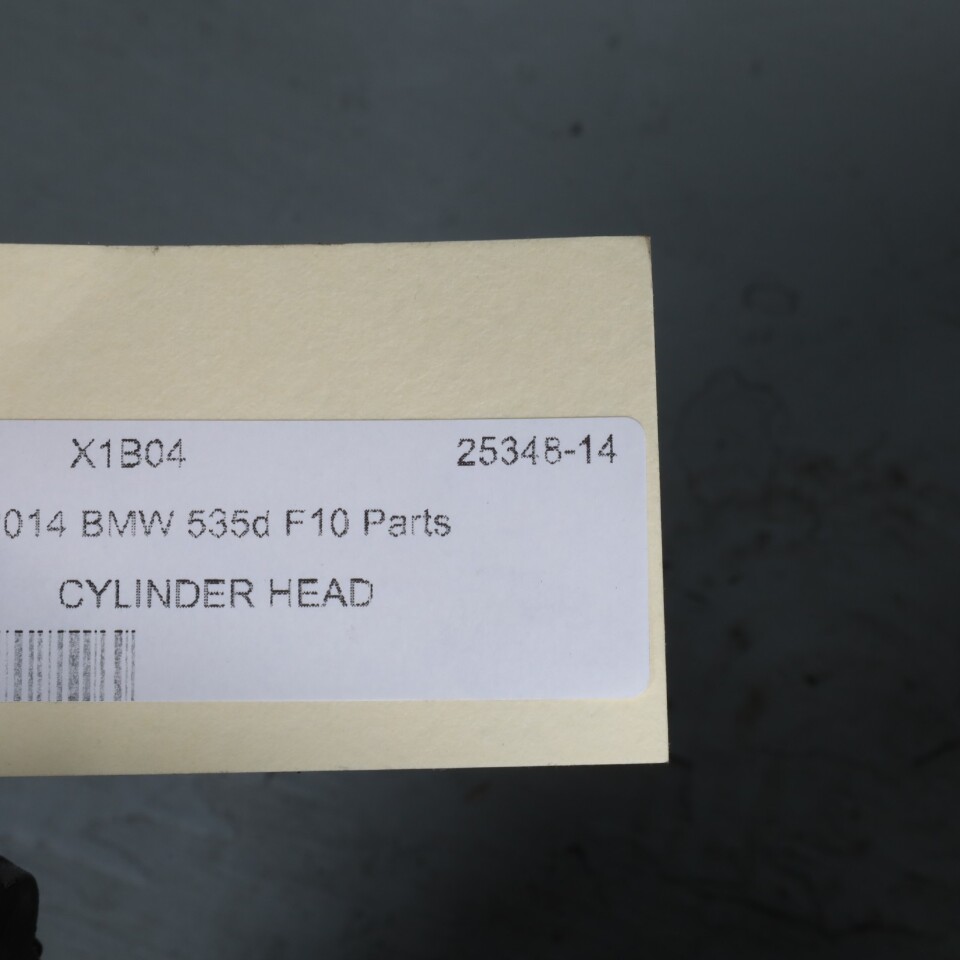 X1B04 25348-14
014 BMW 535d F10 Parts
CYLINDER HEAD